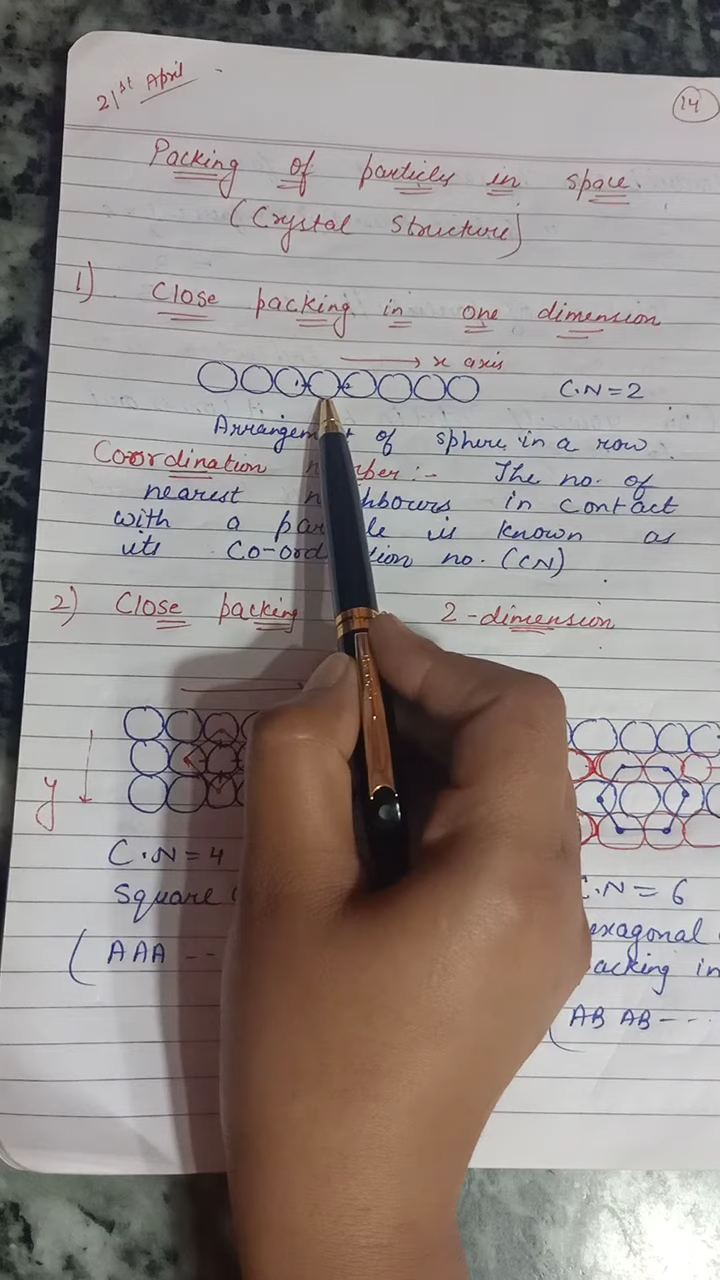 21st April
14
Packing of particles in space.
(Crystal Structure)
1) Close packing in one dimension
x axis
C.N=2
Arrangement of sphere in a row.
Coordination :- The no. of
nearest in contact
with a is known as
its no. (CN)
2) Close packing 2-dimension
y
C.N=4
Square
(AAA --
C.N = 6
in
(AB AB ---